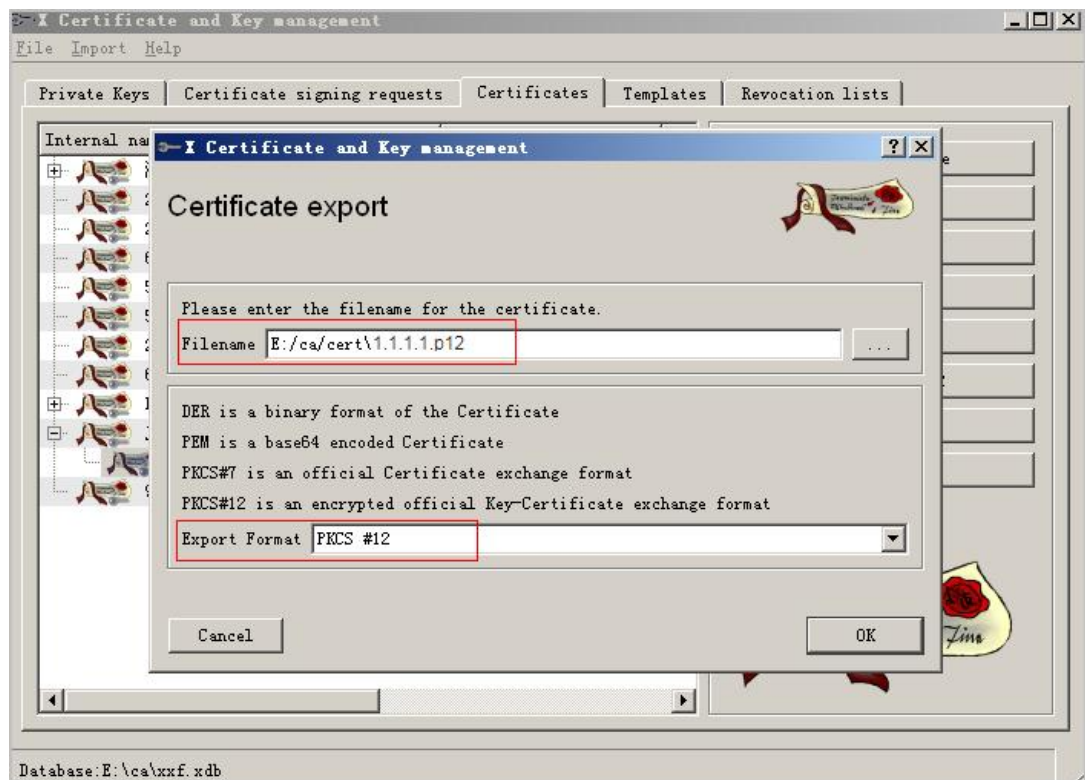 X Certificate and Key management
File Import Help
Private Keys Certificate signing requests Certificates Templates Revocation lists
X Certificate and Key management
Certificate export
Please enter the filename for the certificate.
Filename E:/ca/cert\1.1.1.1.p12 ...
DER is a binary format of the Certificate
PEM is a base64 encoded Certificate
PKCS#7 is an official Certificate exchange format
PKCS#12 is an encrypted official Key-Certificate exchange format
Export Format PKCS #12
Cancel OK
Database:E:\ca\xxf.xdb